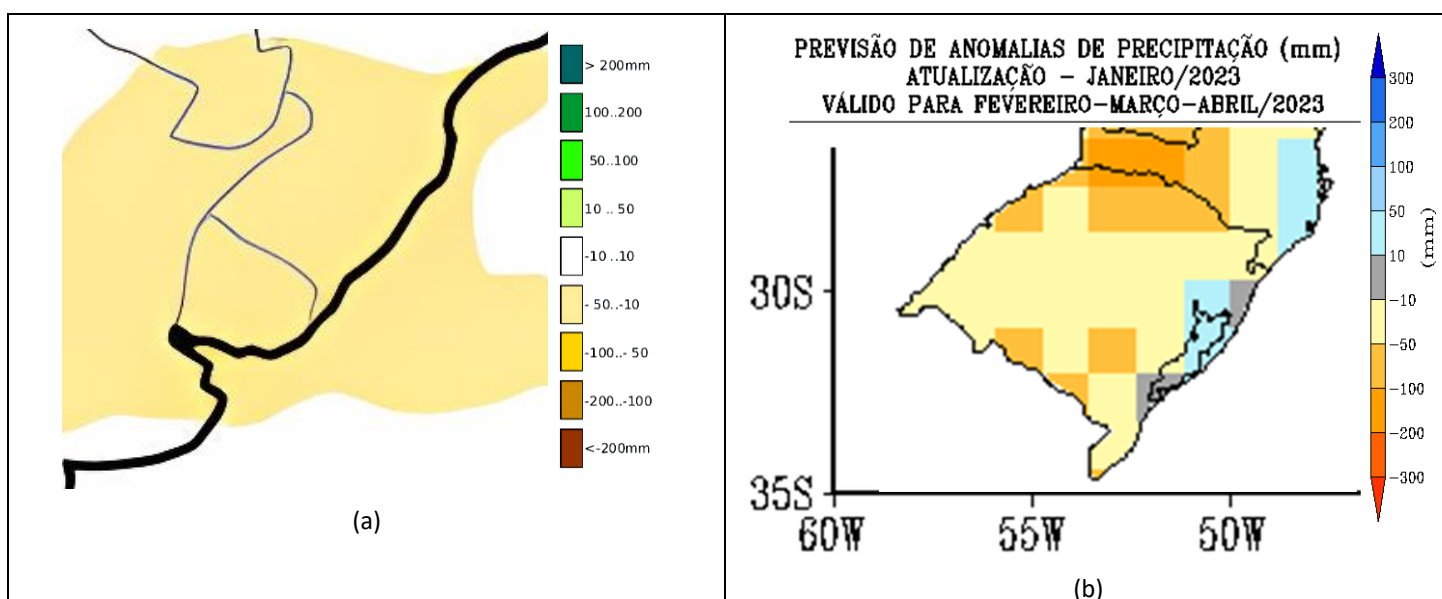 > 200mm
100..200
50..100
10 .. 50
-10 ..10
- 50..-10
-100..- 50
-200..-100
<-200mm
(a)
PREVISÃO DE ANOMALIAS DE PRECIPITAÇÃO (mm)
ATUALIZAÇÃO - JANEIRO/2023
VÁLIDO PARA FEVEREIRO-MARÇO-ABRIL/2023
300
200
100
50
10
-10
-50
-100
-200
-300
(mm)
30S
35S
60W
55W
50W
(b)